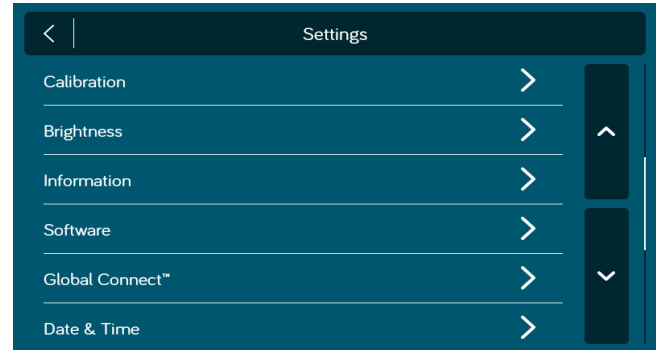 Settings
Calibration
Brightness
Information
Software
Global Connect™
Date & Time